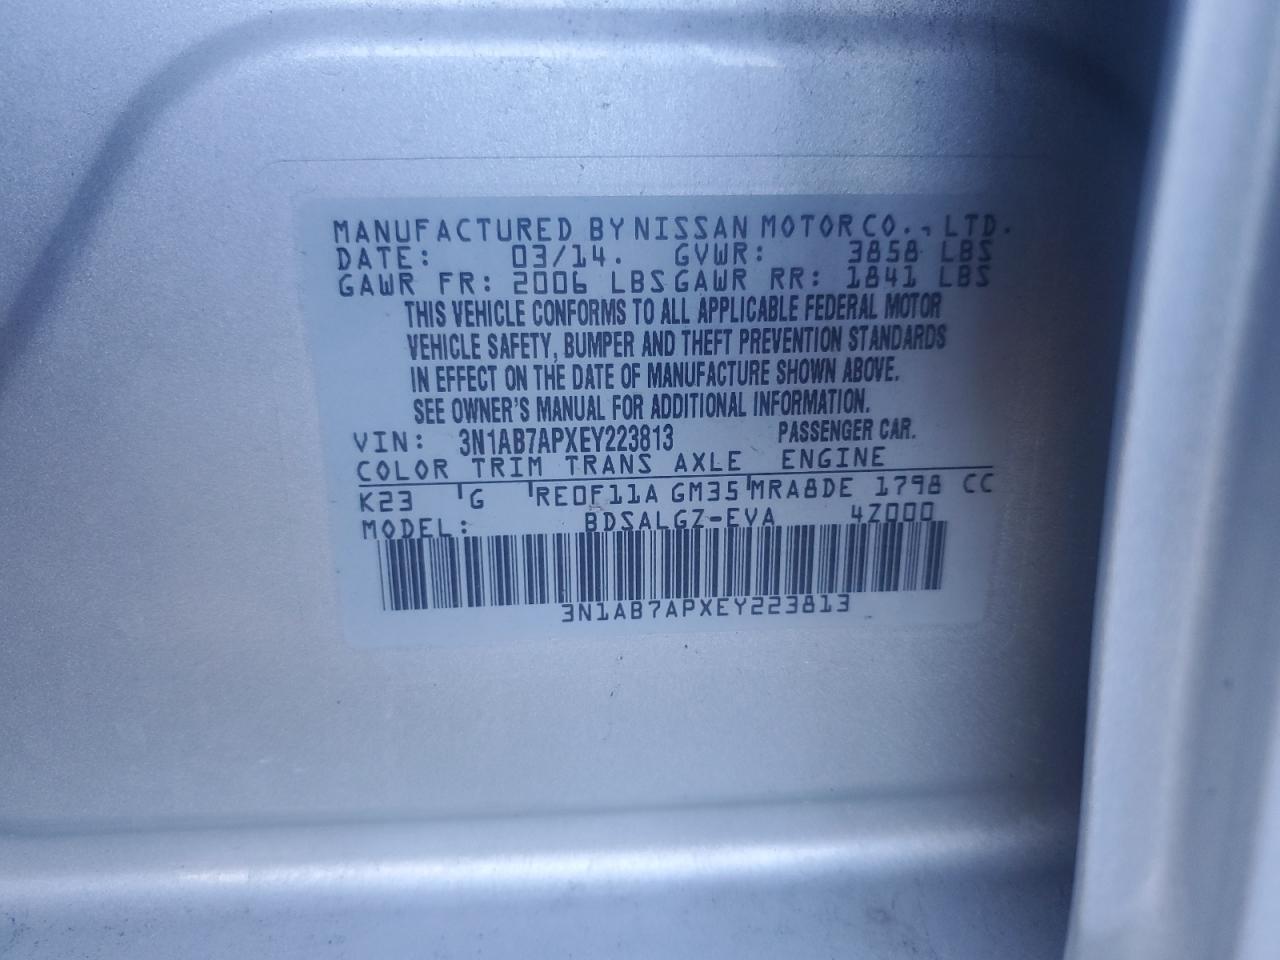 MANUFACTURED BY NISSAN MOTOR CO., LTD.
DATE: 03/14. GVWR: 3858 LBS
GAWR FR: 2006 LBS GAWR RR: 1841 LBS
THIS VEHICLE CONFORMS TO ALL APPLICABLE FEDERAL MOTOR
VEHICLE SAFETY, BUMPER AND THEFT PREVENTION STANDARDS
IN EFFECT ON THE DATE OF MANUFACTURE SHOWN ABOVE.
SEE OWNER'S MANUAL FOR ADDITIONAL INFORMATION.
VIN: 3N1AB7APXEY223813 PASSENGER CAR.
COLOR TRIM TRANS AXLE ENGINE
K23 G RE0F11A GM35 MRA8DE 1798 CC
MODEL: BDSALGZ-EVA 4Z000
3N1AB7APXEY223813